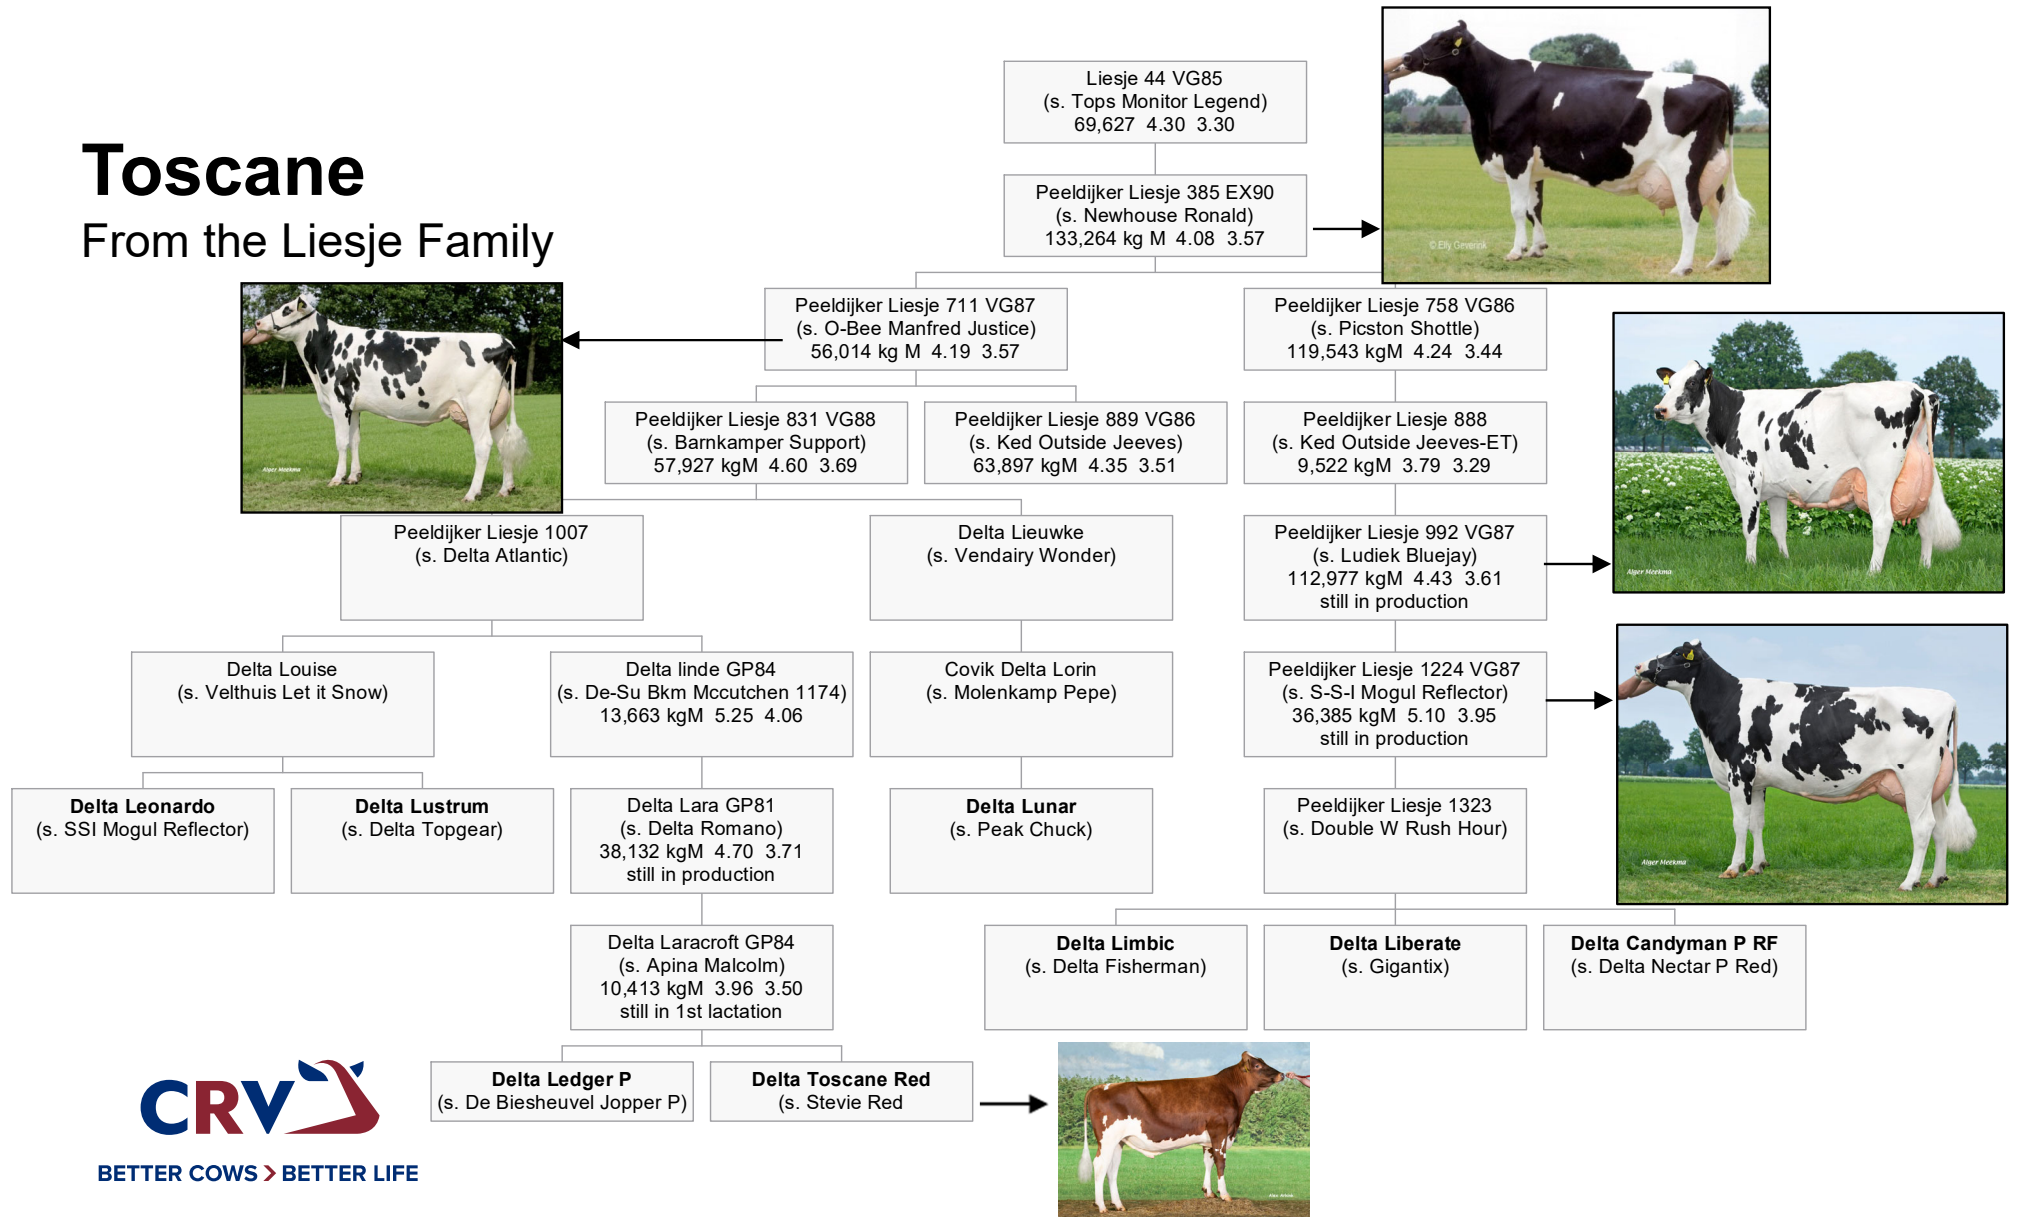 Toscane
From the Liesje Family
Liesje 44 VG85
(s. Tops Monitor Legend)
69,627 4.30 3.30
Peeldijker Liesje 385 EX90
(s. Newhouse Ronald)
133,264 kg M 4.08 3.57
© Elly Geverink
Peeldijker Liesje 711 VG87
(s. O-Bee Manfred Justice)
56,014 kg M 4.19 3.57
Peeldijker Liesje 758 VG86
(s. Picston Shottle)
119,543 kgM 4.24 3.44
Alger Meekma
Peeldijker Liesje 831 VG88
(s. Barnkamper Support)
57,927 kgM 4.60 3.69
Peeldijker Liesje 889 VG86
(s. Ked Outside Jeeves)
63,897 kgM 4.35 3.51
Peeldijker Liesje 888
(s. Ked Outside Jeeves-ET)
9,522 kgM 3.79 3.29
Peeldijker Liesje 1007
(s. Delta Atlantic)
Delta Lieuwke
(s. Vendairy Wonder)
Peeldijker Liesje 992 VG87
(s. Ludiek Bluejay)
112,977 kgM 4.43 3.61
still in production
Alger Meekma
Delta Louise
(s. Velthuis Let it Snow)
Delta linde GP84
(s. De-Su Bkm Mccutchen 1174)
13,663 kgM 5.25 4.06
Covik Delta Lorin
(s. Molenkamp Pepe)
Peeldijker Liesje 1224 VG87
(s. S-S-I Mogul Reflector)
36,385 kgM 5.10 3.95
still in production
Alger Meekma
Delta Leonardo
(s. SSI Mogul Reflector)
Delta Lustrum
(s. Delta Topgear)
Delta Lara GP81
(s. Delta Romano)
38,132 kgM 4.70 3.71
still in production
Delta Lunar
(s. Peak Chuck)
Peeldijker Liesje 1323
(s. Double W Rush Hour)
Delta Laracroft GP84
(s. Apina Malcolm)
10,413 kgM 3.96 3.50
still in 1st lactation
Delta Limbic
(s. Delta Fisherman)
Delta Liberate
(s. Gigantix)
Delta Candyman P RF
(s. Delta Nectar P Red)
Delta Ledger P
(s. De Biesheuvel Jopper P)
Delta Toscane Red
(s. Stevie Red
CRV
BETTER COWS > BETTER LIFE